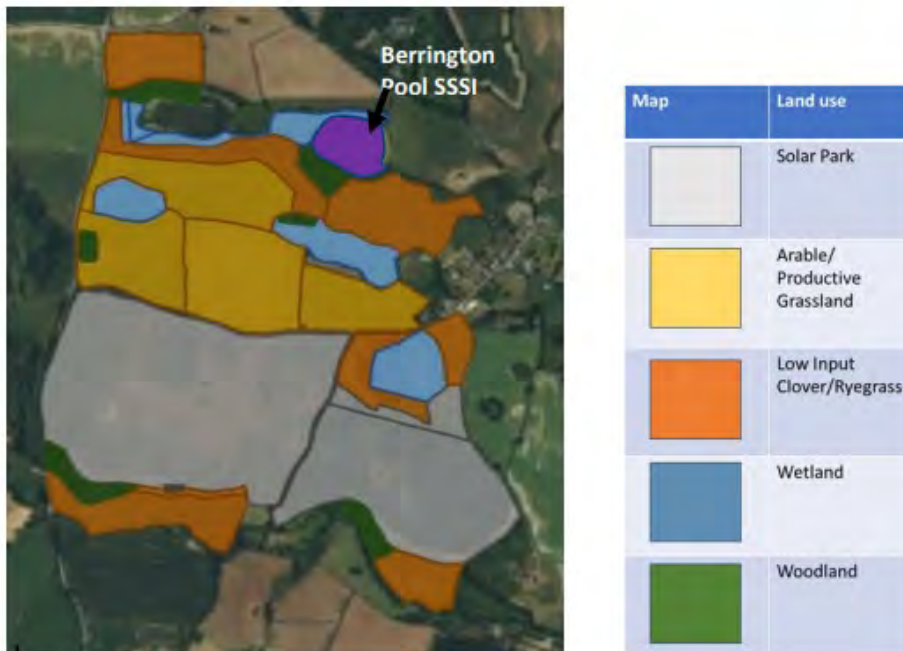 Berrington
Pool SSSI
Map
Land use
Solar Park
Arable/
Productive
Grassland
Low Input
Clover/Ryegrass
Wetland
Woodland